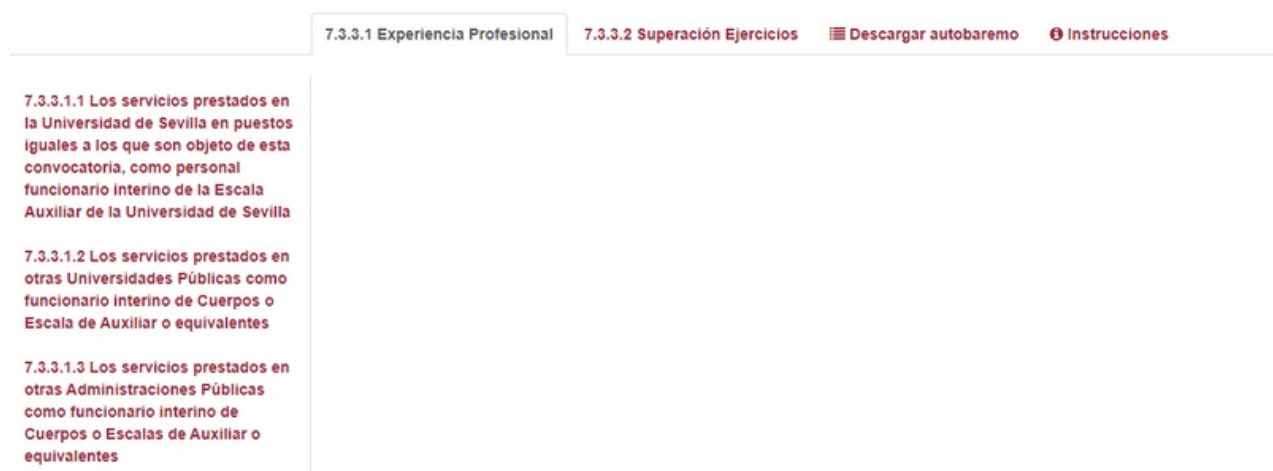 7.3.3.1 Experiencia Profesional
7.3.3.2 Superación Ejercicios
Descargar autobaremo
Instrucciones
7.3.3.1.1 Los servicios prestados en
la Universidad de Sevilla en puestos
iguales a los que son objeto de esta
convocatoria, como personal
funcionario interino de la Escala
Auxiliar de la Universidad de Sevilla
7.3.3.1.2 Los servicios prestados en
otras Universidades Públicas como
funcionario interino de Cuerpos o
Escala de Auxiliar o equivalentes
7.3.3.1.3 Los servicios prestados en
otras Administraciones Públicas
como funcionario interino de
Cuerpos o Escalas de Auxiliar o
equivalentes